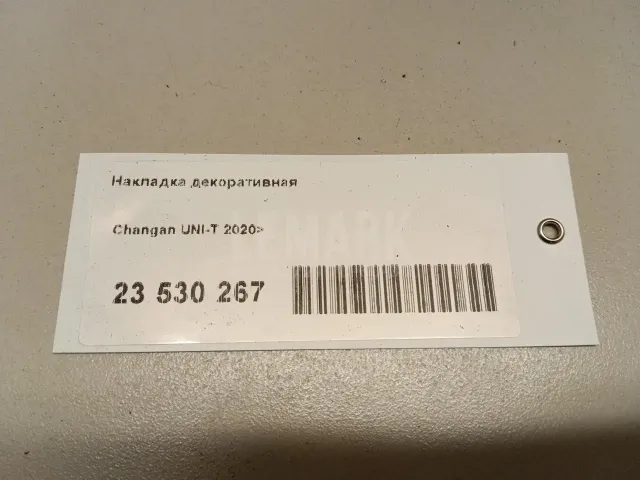 Накладка декоративная
Changan UNI-T 2020>
23 530 267